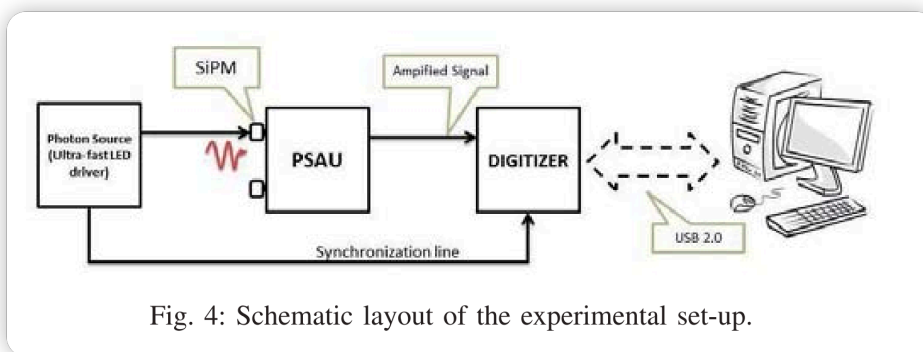 SiPM
Ampified Signal
Photon Source
(Ultra-fast LED
driver)
PSAU
DIGITIZER
USB 2.0
Synchronization line
Fig. 4: Schematic layout of the experimental set-up.